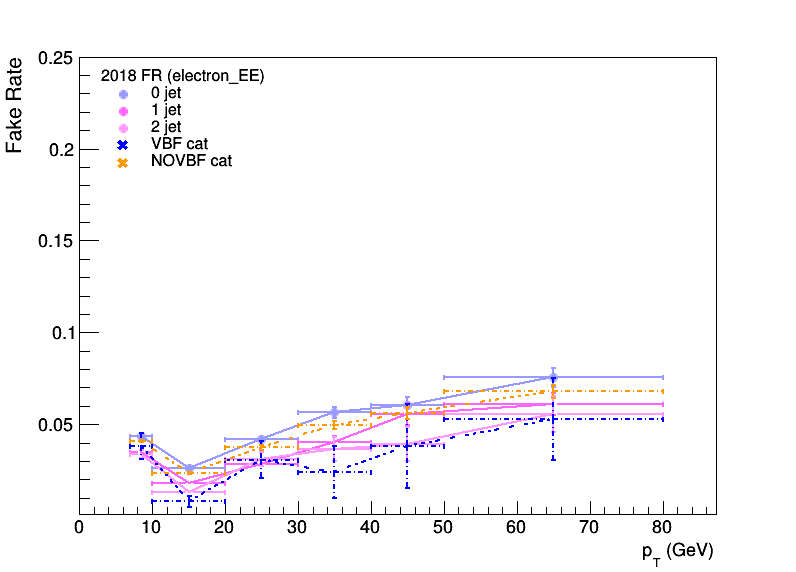 Fake Rate
0.25
0.2
0.15
0.1
0.05
2018 FR (electron_EE)
0 jet
1 jet
2 jet
VBF cat
NOVBF cat
0 10 20 30 40 50 60 70 80
p_T (GeV)